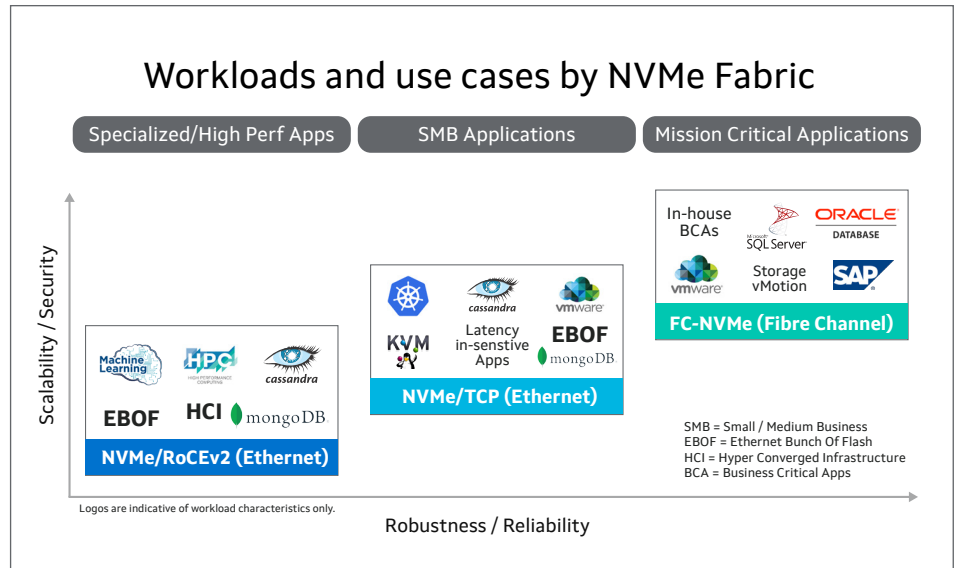 Workloads and use cases by NVMe Fabric
Specialized/High Perf Apps
SMB Applications
Mission Critical Applications
Scalability / Security
Machine
Learning
HPC
HIGH PERFORMANCE
COMPUTING
cassandra
EBOF
HCI
mongoDB
NVMe/RoCEv2 (Ethernet)
cassandra
vmware
KVM
Latency
in-senstive
Apps
EBOF
mongoDB
NVMe/TCP (Ethernet)
In-house
BCAs
Microsoft
SQL Server
ORACLE
DATABASE
vmware
Storage
vMotion
SAP
FC-NVMe (Fibre Channel)
SMB = Small / Medium Business
EBOF = Ethernet Bunch Of Flash
HCI = Hyper Converged Infrastructure
BCA = Business Critical Apps
Logos are indicative of workload characteristics only.
Robustness / Reliability